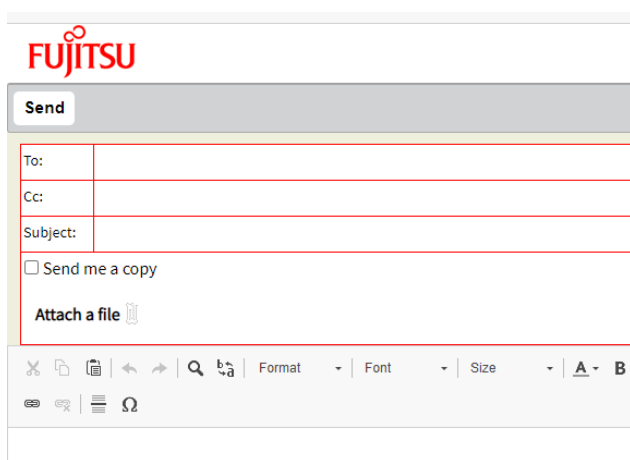 FUJITSU
Send
To:
Cc:
Subject:
Send me a copy
Attach a file
Format Font Size A B
Ω